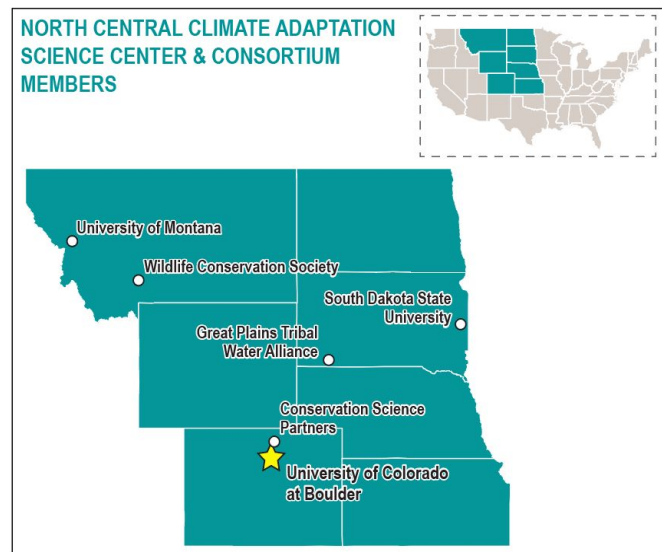 NORTH CENTRAL CLIMATE ADAPTATION
SCIENCE CENTER & CONSORTIUM
MEMBERS
University of Montana
Wildlife Conservation Society
South Dakota State
University
Great Plains Tribal
Water Alliance
Conservation Science
Partners
University of Colorado
at Boulder